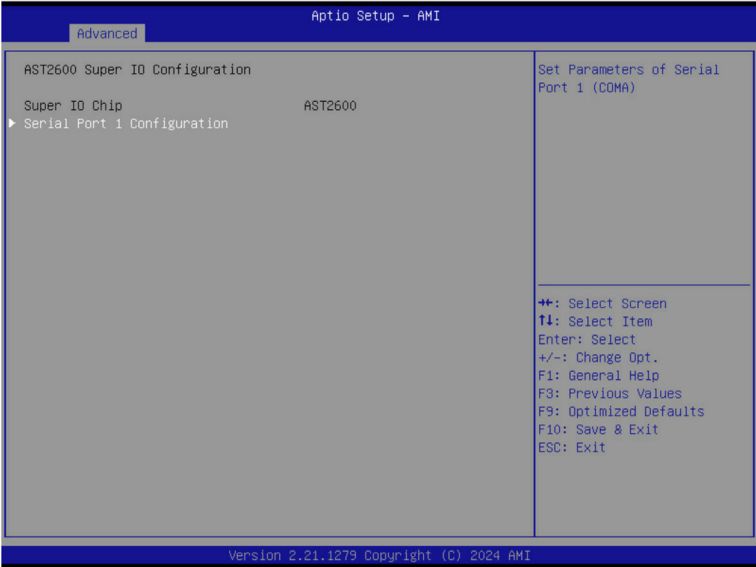 Aptio Setup – AMI
Advanced
AST2600 Super IO Configuration
Super IO Chip AST2600
▶ Serial Port 1 Configuration
Set Parameters of Serial
Port 1 (COMA)
→←: Select Screen
↑↓: Select Item
Enter: Select
+/-: Change Opt.
F1: General Help
F3: Previous Values
F9: Optimized Defaults
F10: Save & Exit
ESC: Exit
Version 2.21.1279 Copyright (C) 2024 AMI